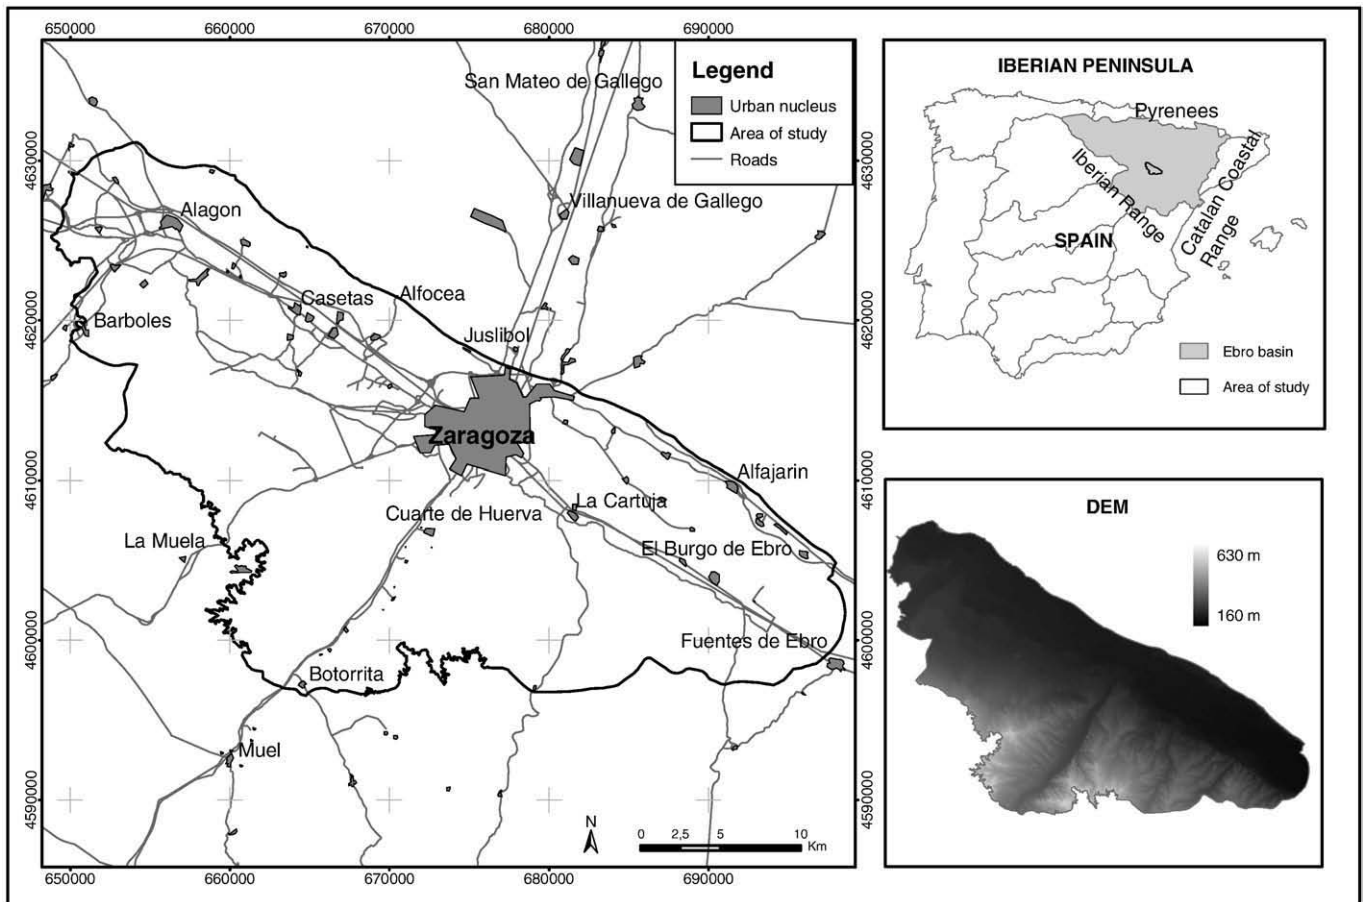 650000
660000
670000
680000
690000
4630000
4620000
4610000
4600000
4590000
San Mateo de Gallego
Legend
Urban nucleus
Area of study
Roads
Villanueva de Gallego
Alagon
Casetas
Alfocea
Barboles
Juslibol
Zaragoza
Alfajarin
La Cartuja
Cuarte de Huerva
La Muela
El Burgo de Ebro
Fuentes de Ebro
Botorrita
Muel
N
0
2,5
5
10
Km
4630000
4620000
4610000
4600000
4590000
650000
660000
670000
680000
690000
IBERIAN PENINSULA
Pyrenees
Iberian Range
Catalan Coastal
Range
SPAIN
Ebro basin
Area of study
DEM
630 m
160 m